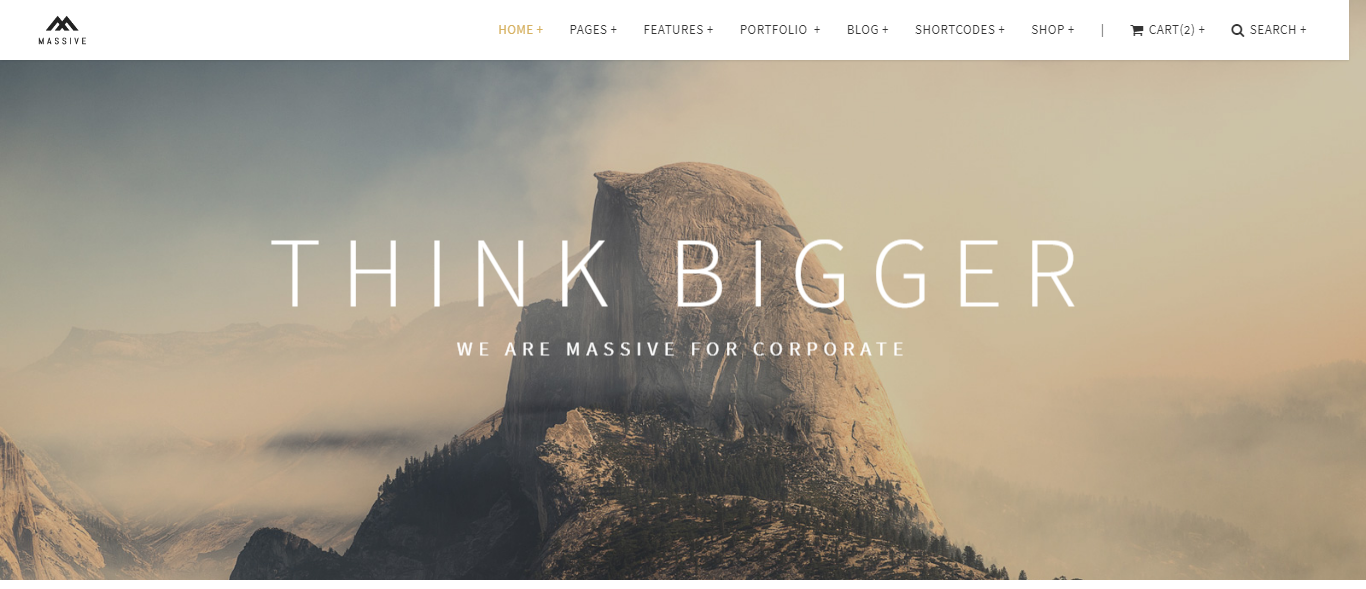 MASSIVE
HOME + PAGES + FEATURES + PORTFOLIO + BLOG + SHORTCODES + SHOP + | CART(2) + SEARCH +
THINK BIGGER
WE ARE MASSIVE FOR CORPORATE